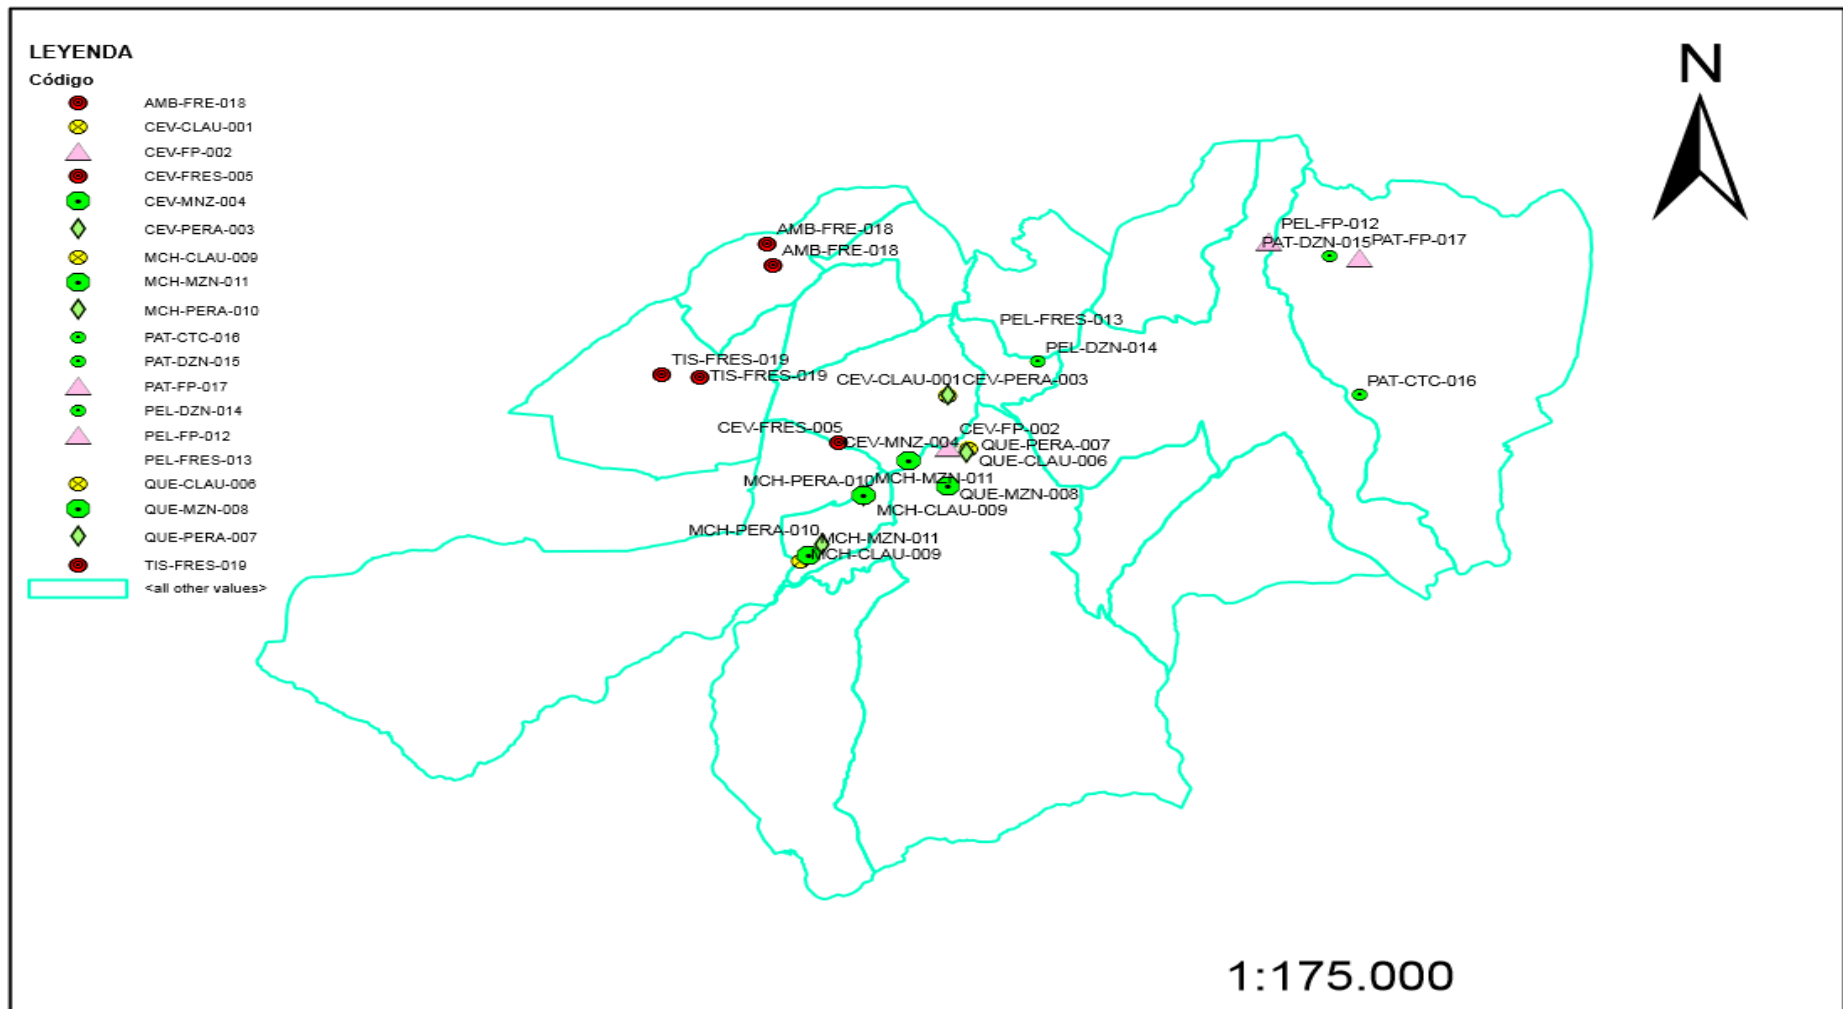 LEYENDA
Código
AMB-FRE-018
CEV-CLAU-001
CEV-FP-002
CEV-FRES-005
CEV-MNZ-004
CEV-PERA-003
MCH-CLAU-009
MCH-MZN-011
MCH-PERA-010
PAT-CTC-016
PAT-DZN-015
PAT-FP-017
PEL-DZN-014
PEL-FP-012
PEL-FRES-013
QUE-CLAU-006
QUE-MZN-008
QUE-PERA-007
TIS-FRES-019
<all other values>
N
PEL-FP-012
AMB-FRE-018
PAT-DZN-015
PAT-FP-017
AMB-FRE-018
PEL-FRES-013
PEL-DZN-014
TIS-FRES-019
TIS-FRES-019
CEV-CLAU-001
CEV-PERA-003
PAT-CTC-016
CEV-FRES-005
CEV-FP-002
CEV-MNZ-004
QUE-PERA-007
QUE-CLAU-006
MCH-PERA-010
MCH-MZN-011
QUE-MZN-008
MCH-CLAU-009
MCH-PERA-010
MCH-MZN-011
MCH-CLAU-009
1:175.000